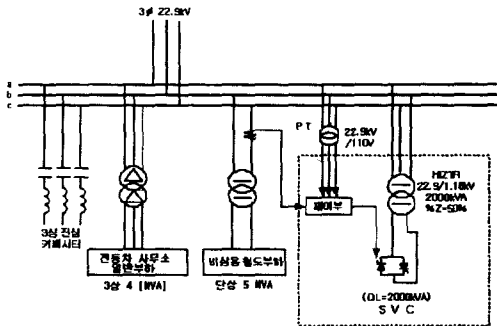 3ø 22.9kV
a
b
c
PT
22.9kV
/110V
제어부
22.9/1.18kV
2000kVA
%Z-50%
3상 진상
커패시터
전동차 사무소
일반부하
3상 4 [MVA]
비상용 철도부하
단상 5 MVA
(QL=2000kVA)
S V C